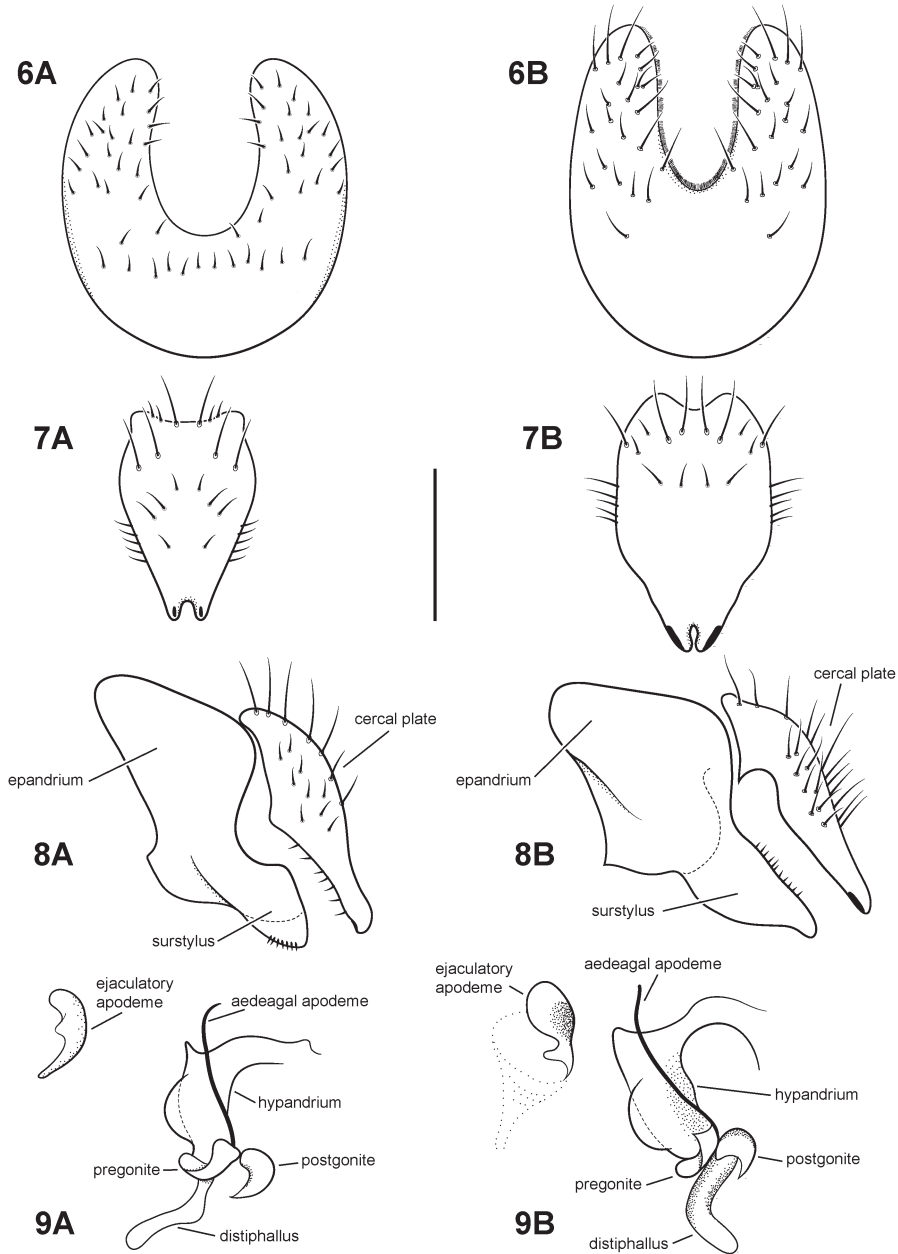 6A
6B
7A
7B
cercal plate
epandrium
8A
surstylus
cercal plate
epandrium
8B
surstylus
ejaculatory
apodeme
aedeagal apodeme
hypandrium
pregonite
postgonite
distiphallus
9A
ejaculatory
apodeme
aedeagal apodeme
hypandrium
postgonite
pregonite
distiphallus
9B